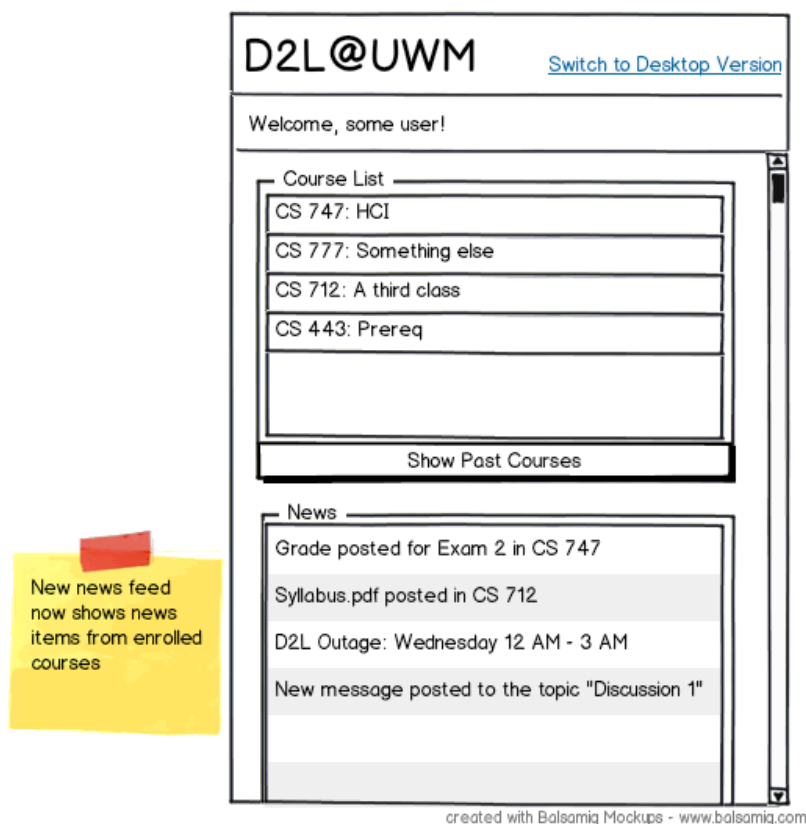 D2L@UWM
Switch to Desktop Version
Welcome, some user!
Course List
CS 747: HCI
CS 777: Something else
CS 712: A third class
CS 443: Prereq
Show Past Courses
News
Grade posted for Exam 2 in CS 747
Syllabus.pdf posted in CS 712
D2L Outage: Wednesday 12 AM - 3 AM
New message posted to the topic "Discussion 1"
New news feed
now shows news
items from enrolled
courses
created with Balsamiq Mockups - www.balsamiq.com